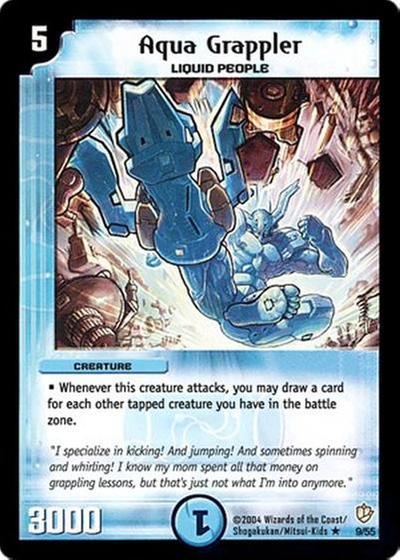 5
Aqua Grappler
LIQUID PEOPLE
CREATURE
▪ Whenever this creature attacks, you may draw a card
for each other tapped creature you have in the battle
zone.
"I specialize in kicking! And jumping! And sometimes spinning
and whirling! I know my mom spent all that money on
grappling lessons, but that's just not what I'm into anymore."
3000
1
©2004 Wizards of the Coast/
Shogakukan/Mitsui-Kids ★ 9/55